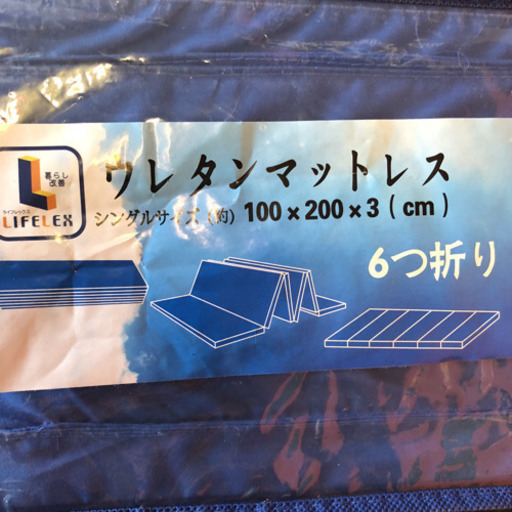 暮らし
改善
ライフレックス
LIFELEX
ウレタンマットレス
シングルサイズ（約）100×200×3（cm）
6つ折り